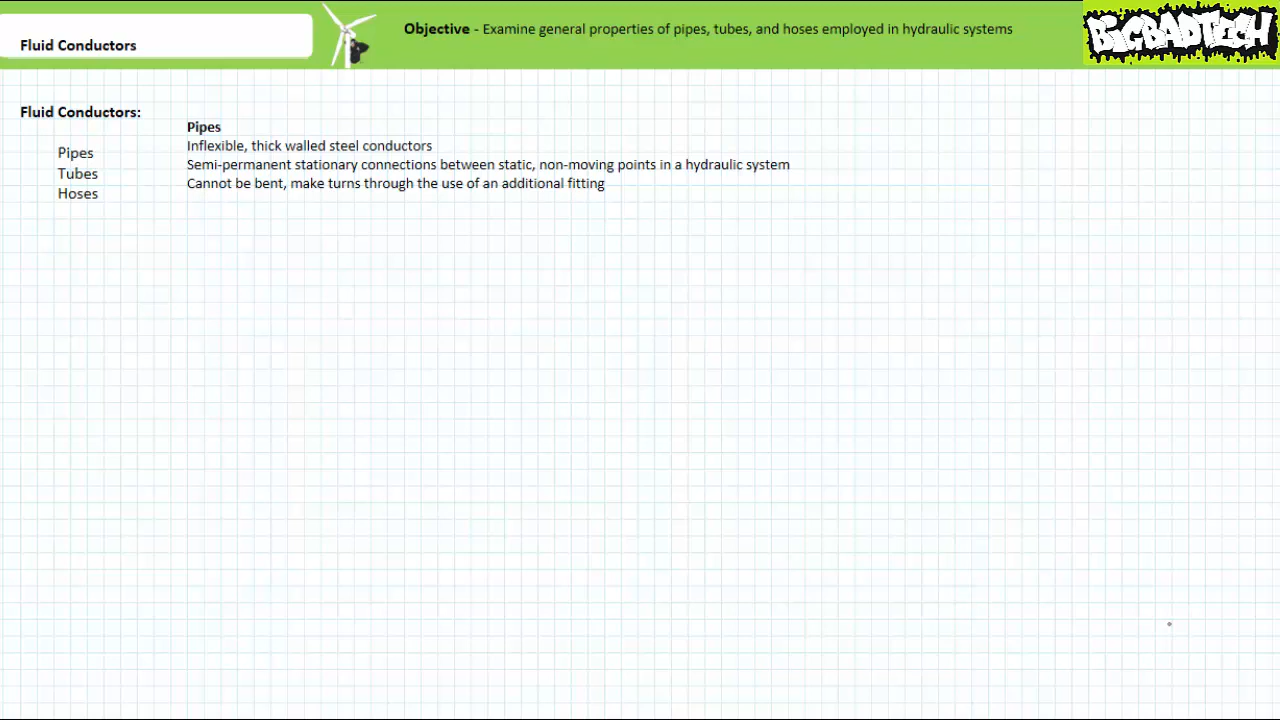 Fluid Conductors
Objective - Examine general properties of pipes, tubes, and hoses employed in hydraulic systems
BIGBADTECH
Fluid Conductors:
Pipes
Tubes
Hoses
Pipes
Inflexible, thick walled steel conductors
Semi-permanent stationary connections between static, non-moving points in a hydraulic system
Cannot be bent, make turns through the use of an additional fitting